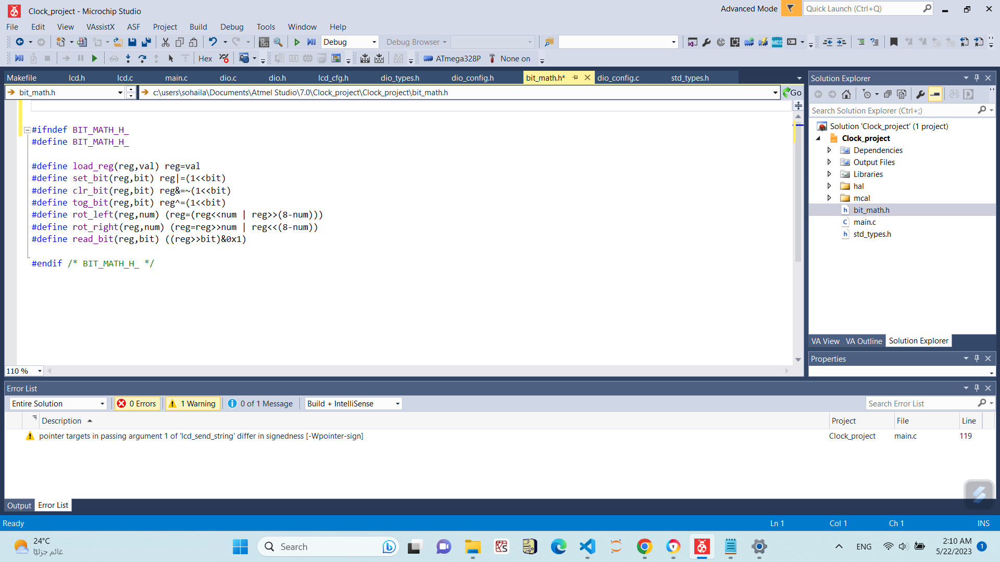 Clock_project - Microchip Studio
Advanced Mode
Quick Launch (Ctrl+Q)
File Edit View VAssistX ASF Project Build Debug Tools Window Help
Debug Debug Browser
Hex ATmega328P None on
Makefile lcd.h lcd.c main.c dio.c dio.h lcd_cfg.h dio_types.h dio_config.h bit_math.h* dio_config.c std_types.h
bit_math.h c:\users\sohaila\Documents\Atmel Studio\7.0\Clock_project\Clock_project\bit_math.h Go
#ifndef BIT_MATH_H_
#define BIT_MATH_H_
#define load_reg(reg,val) reg=val
#define set_bit(reg,bit) reg|=(1<<bit)
#define clr_bit(reg,bit) reg&=~(1<<bit)
#define tog_bit(reg,bit) reg^=(1<<bit)
#define rot_left(reg,num) (reg=(reg<<num | reg>>(8-num)))
#define rot_right(reg,num) (reg=reg>>num | reg<<(8-num))
#define read_bit(reg,bit) ((reg>>bit)&0x1)
#endif /* BIT_MATH_H_ */
110 %
Solution Explorer
Search Solution Explorer (Ctrl+;)
Solution 'Clock_project' (1 project)
Clock_project
Dependencies
Output Files
Libraries
hal
mcal
bit_math.h
main.c
std_types.h
VA View VA Outline Solution Explorer
Properties
Error List
Entire Solution 0 Errors 1 Warning 0 of 1 Message Build + IntelliSense Search Error List
Description Project File Line
pointer targets in passing argument 1 of 'lcd_send_string' differ in signedness [-Wpointer-sign] Clock_project main.c 119
Output Error List
Ready Ln 1 Col 1 Ch 1 INS
24°C
غائم جزئيًا
Search
ENG
2:10 AM
5/22/2023
1